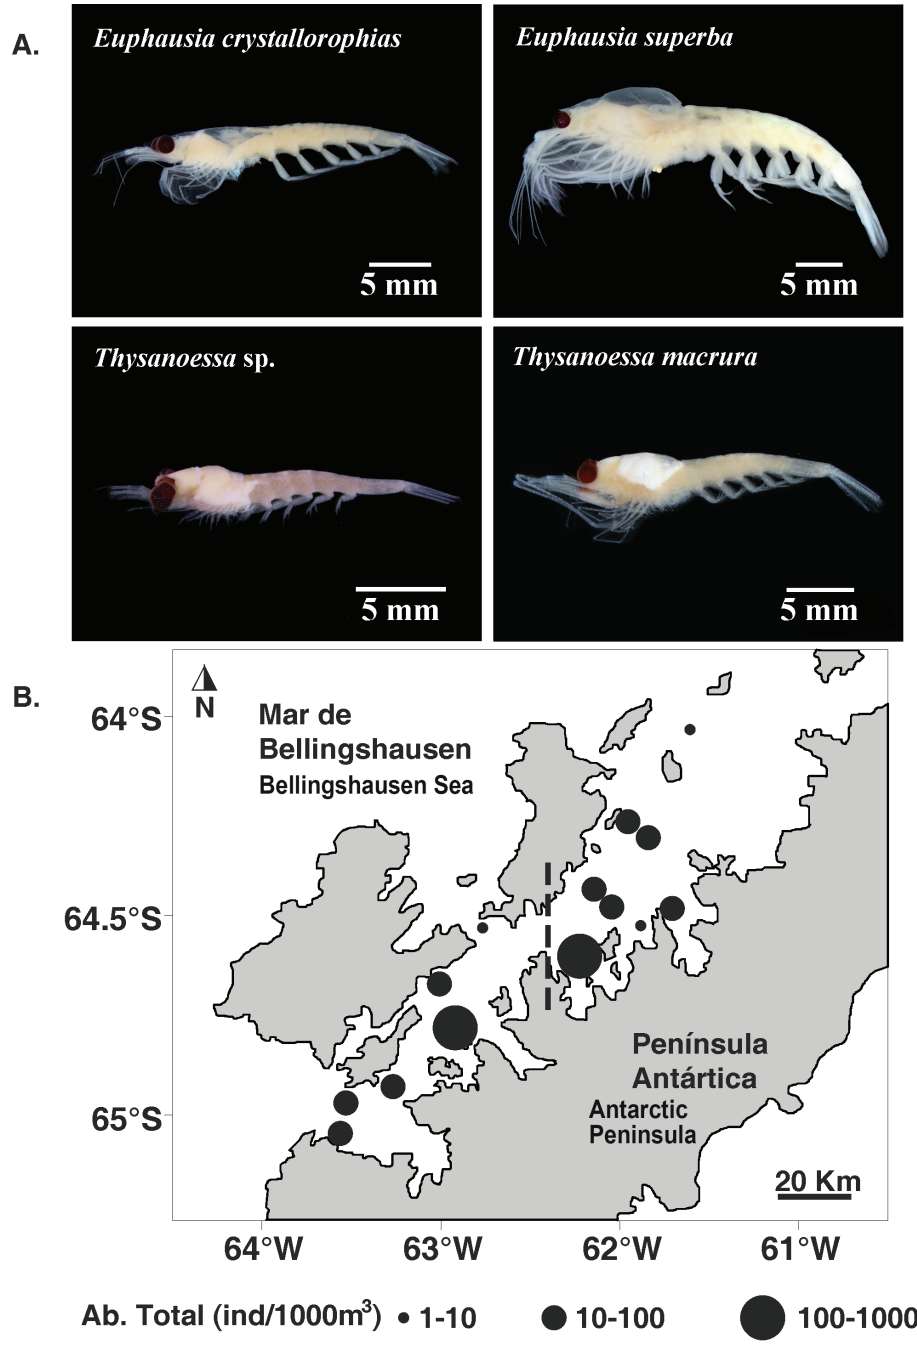 A.
Euphausia crystallorophias
5 mm
Euphausia superba
5 mm
Thysanoessa sp.
5 mm
Thysanoessa macrura
5 mm
B.
N
Mar de
Bellingshausen
Bellingshausen Sea
64°S
64.5°S
65°S
Península
Antártica
Antarctic
Peninsula
20 Km
64°W
63°W
62°W
61°W
Ab. Total (ind/1000m³)
1-10
10-100
100-1000